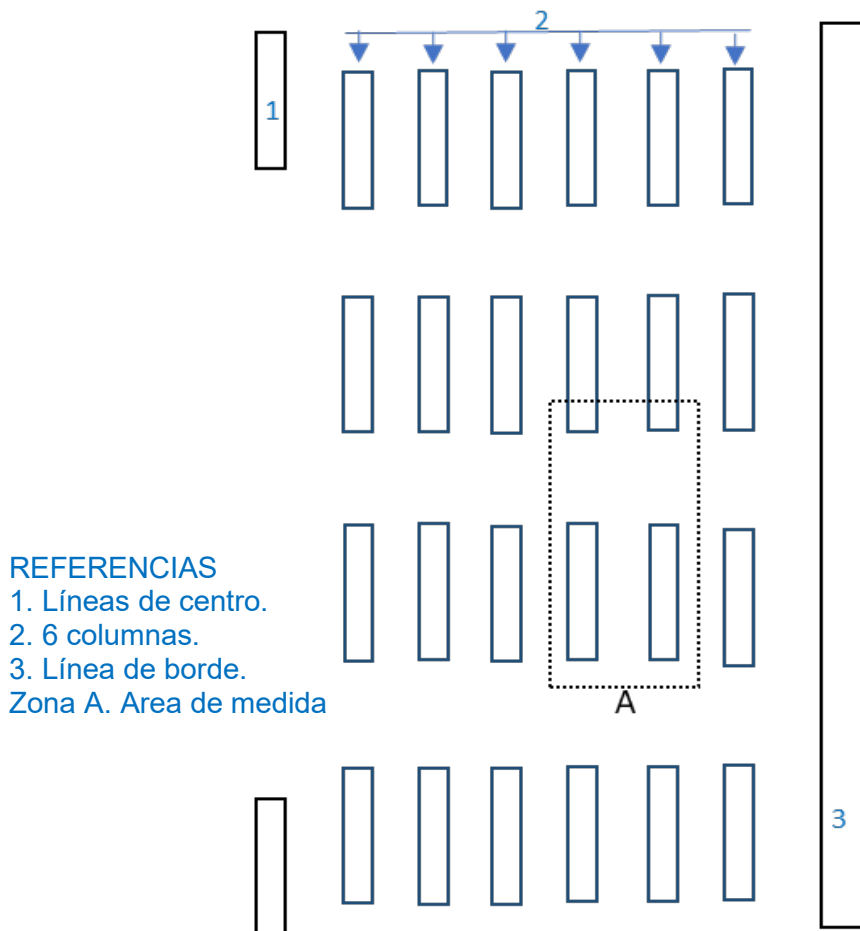 2
1
REFERENCIAS
1. Líneas de centro.
2. 6 columnas.
3. Línea de borde.
Zona A. Area de medida
A
3